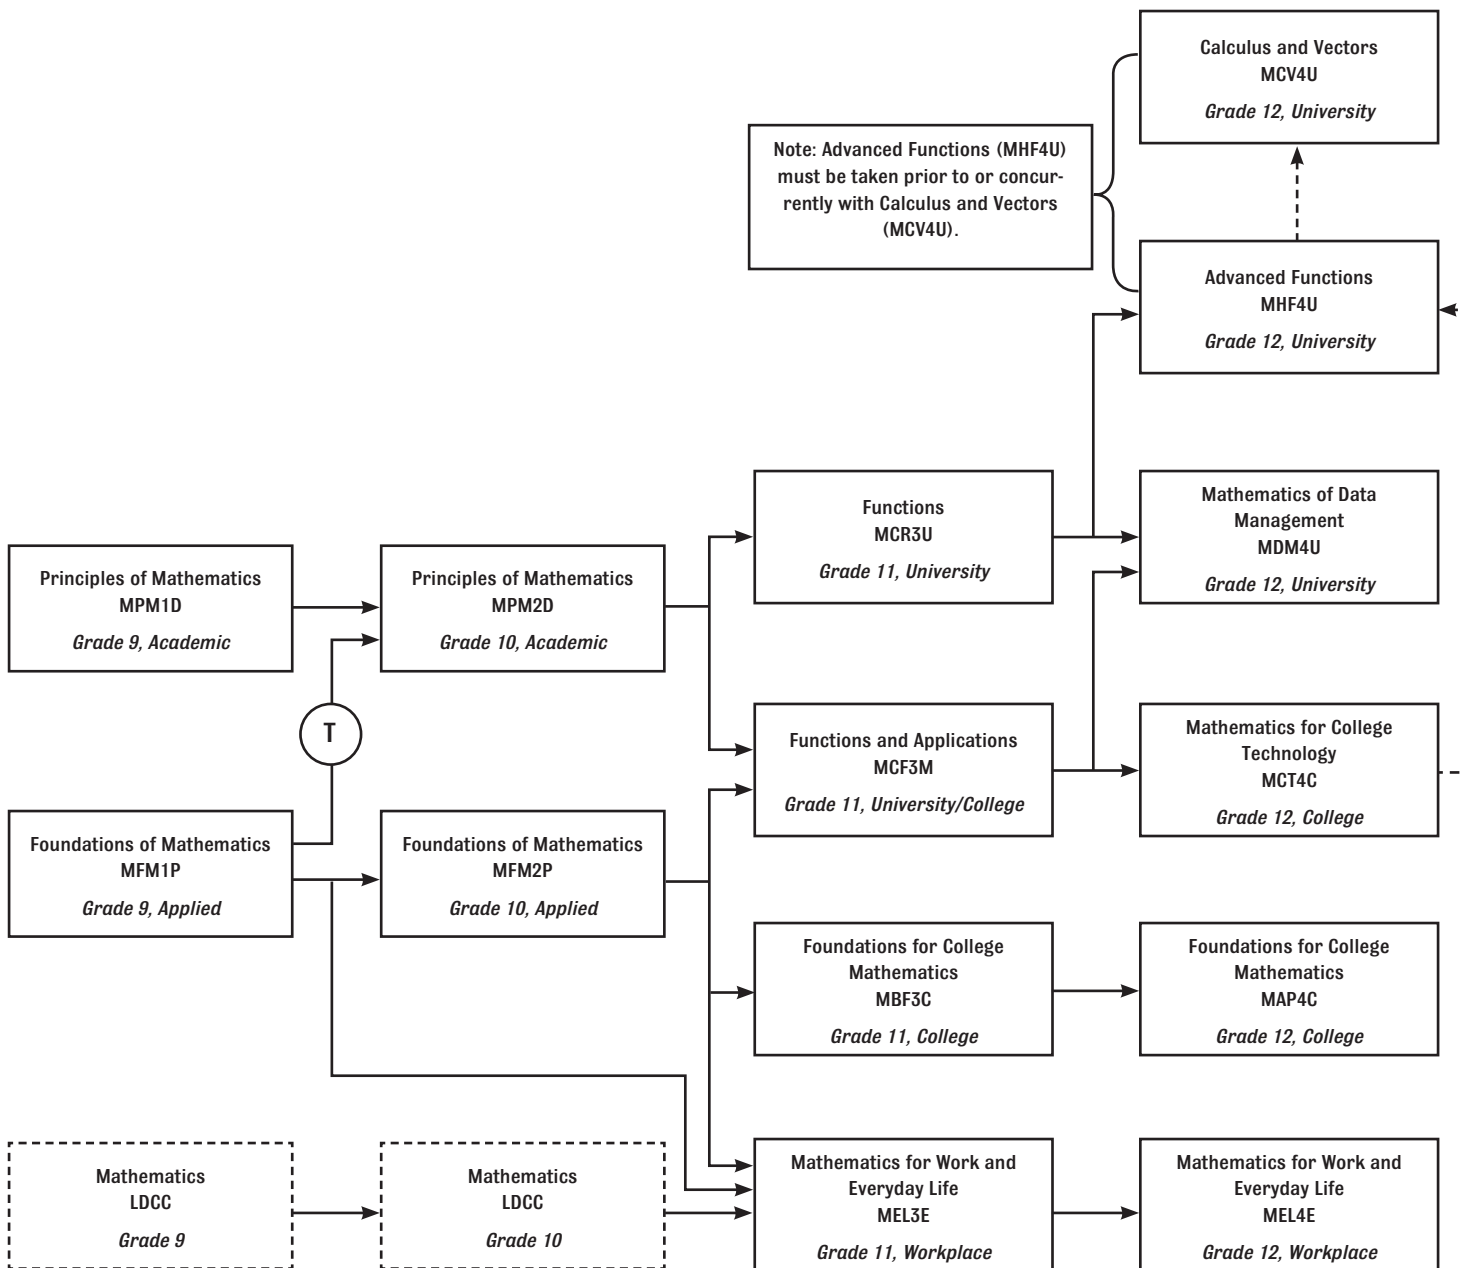 Calculus and Vectors
MCV4U
Grade 12, University
Note: Advanced Functions (MHF4U)
must be taken prior to or concur-
rently with Calculus and Vectors
(MCV4U).
Advanced Functions
MHF4U
Grade 12, University
Functions
MCR3U
Grade 11, University
Mathematics of Data
Management
MDM4U
Grade 12, University
Principles of Mathematics
MPM1D
Grade 9, Academic
Principles of Mathematics
MPM2D
Grade 10, Academic
T
Functions and Applications
MCF3M
Grade 11, University/College
Mathematics for College
Technology
MCT4C
Grade 12, College
Foundations of Mathematics
MFM1P
Grade 9, Applied
Foundations of Mathematics
MFM2P
Grade 10, Applied
Foundations for College
Mathematics
MBF3C
Grade 11, College
Foundations for College
Mathematics
MAP4C
Grade 12, College
Mathematics
LDCC
Grade 9
Mathematics
LDCC
Grade 10
Mathematics for Work and
Everyday Life
MEL3E
Grade 11, Workplace
Mathematics for Work and
Everyday Life
MEL4E
Grade 12, Workplace